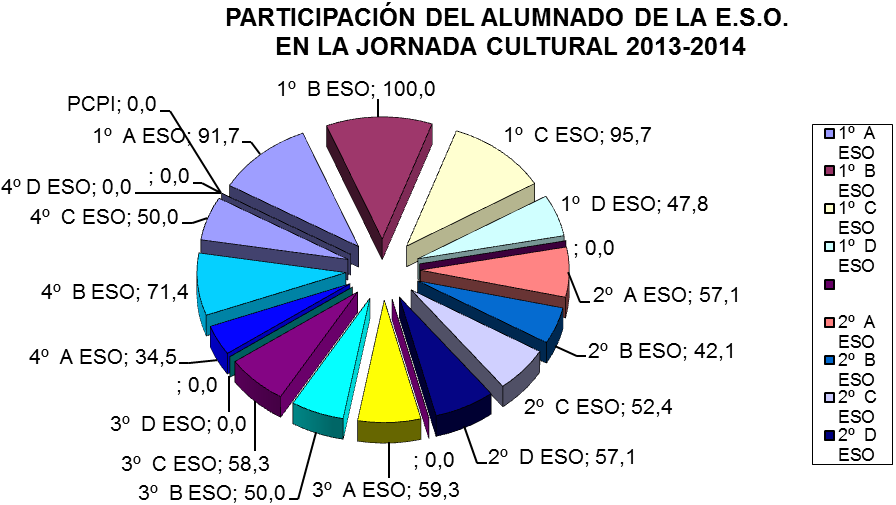 PARTICIPACIÓN DEL ALUMNADO DE LA E.S.O.
EN LA JORNADA CULTURAL 2013-2014
1º B ESO; 100,0
PCPI; 0,0
1º A ESO; 91,7
1º C ESO; 95,7
; 0,0
4º D ESO; 0,0
4º C ESO; 50,0
1º D ESO; 47,8
; 0,0
4º B ESO; 71,4
2º A ESO; 57,1
4º A ESO; 34,5
2º B ESO; 42,1
; 0,0
2º C ESO; 52,4
3º D ESO; 0,0
3º C ESO; 58,3
; 0,0
2º D ESO; 57,1
3º B ESO; 50,0
3º A ESO; 59,3
1º A
ESO
1º B
ESO
1º C
ESO
1º D
ESO
2º A
ESO
2º B
ESO
2º C
ESO
2º D
ESO